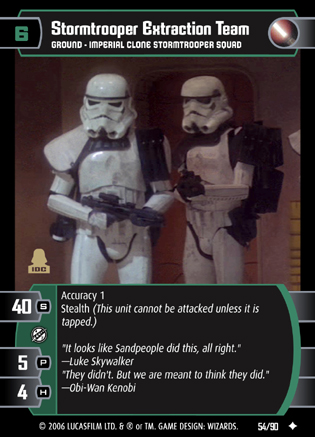 6
Stormtrooper Extraction Team
GROUND • IMPERIAL CLONE STORMTROOPER SQUAD
IDC
40 S
Accuracy 1
Stealth (This unit cannot be attacked unless it is
tapped.)
"It looks like Sandpeople did this, all right."
—Luke Skywalker
5 P
"They didn't. But we are meant to think they did."
4 H
—Obi-Wan Kenobi
© 2006 LUCASFILM LTD. & ® or TM. GAME DESIGN: WIZARDS.
54/90